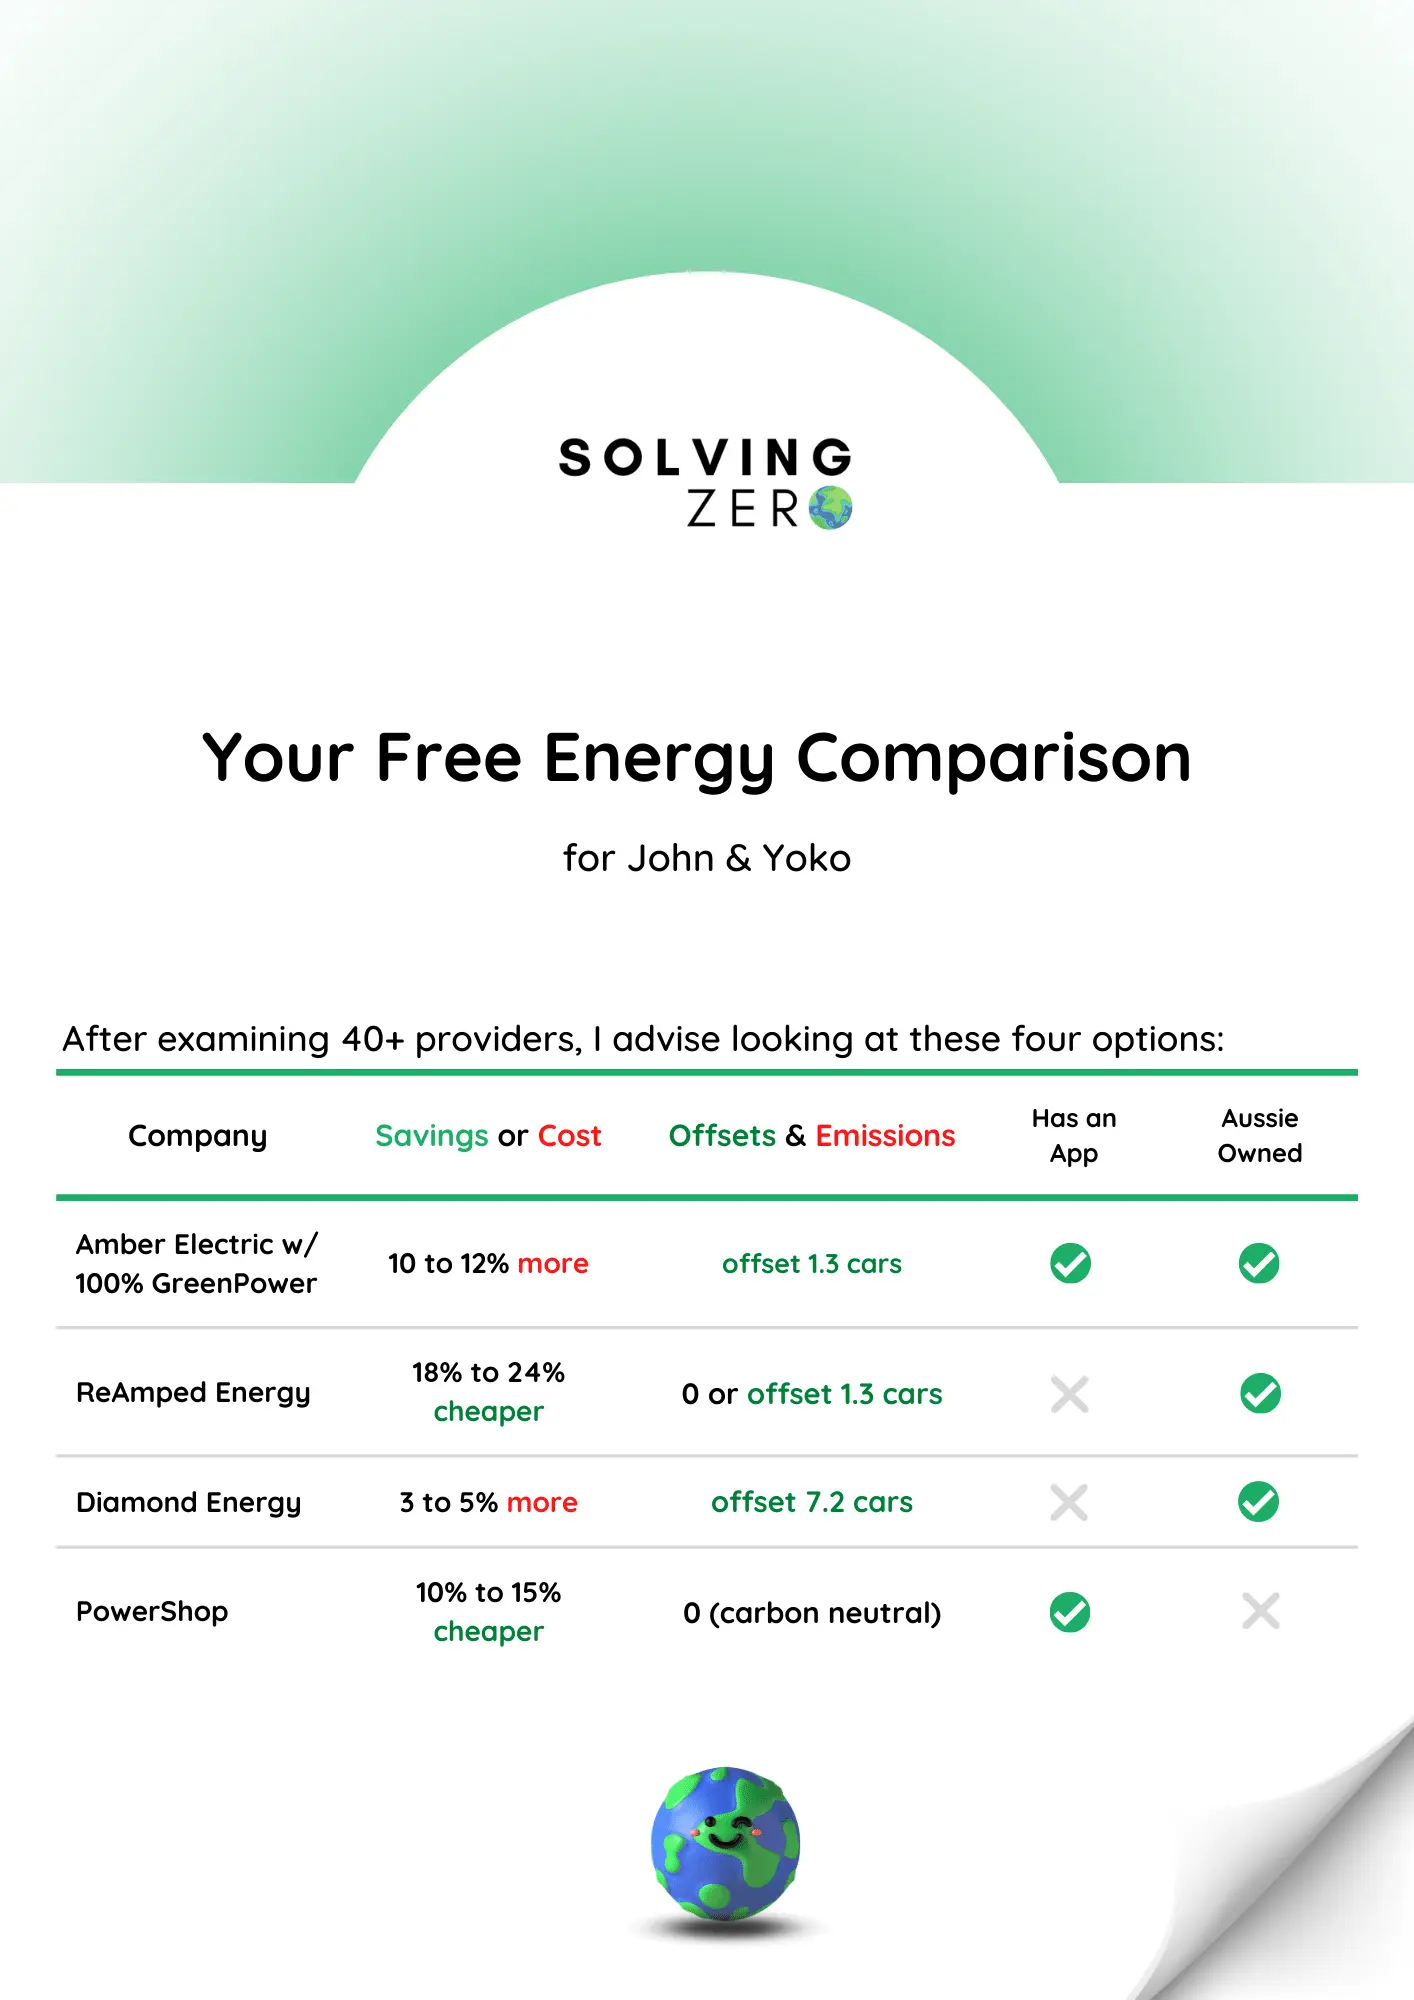 SOLVING
ZERO
Your Free Energy Comparison
for John & Yoko
After examining 40+ providers, I advise looking at these four options:
Company
Savings or Cost
Offsets & Emissions
Has an
App
Aussie
Owned
Amber Electric w/
100% GreenPower
10 to 12% more
offset 1.3 cars
ReAmped Energy
18% to 24%
cheaper
0 or offset 1.3 cars
Diamond Energy
3 to 5% more
offset 7.2 cars
PowerShop
10% to 15%
cheaper
0 (carbon neutral)